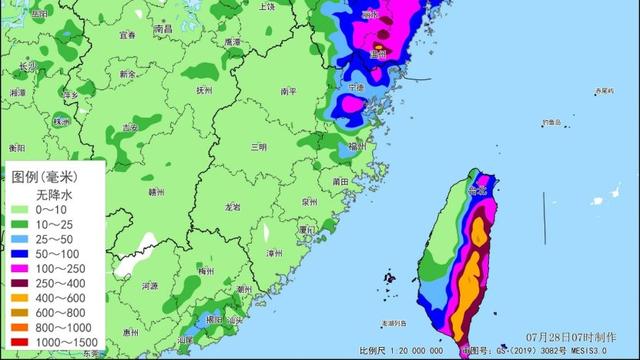 岳阳
南昌
上饶
丽水
宜春
鹰潭
温州
长沙
新余
抚州
南平
宁德
湘潭
萍乡
赤尾屿
株洲
吉安
钓鱼岛
衡阳
三明
福州
图例(毫米)
无降水
0～10
10～25
25～50
50～100
100～250
250～400
400～600
600～800
800～1000
1000～1500
赣州
龙岩
莆田
泉州
台北
厦门
漳州
梅州
河源
潮州
揭阳
汕头
惠州
汕尾
东莞
澎湖列岛
07月28日07时制作
比例尺 1:20 000 000
审图号: GS (2019) 3082号 MESIS3.0